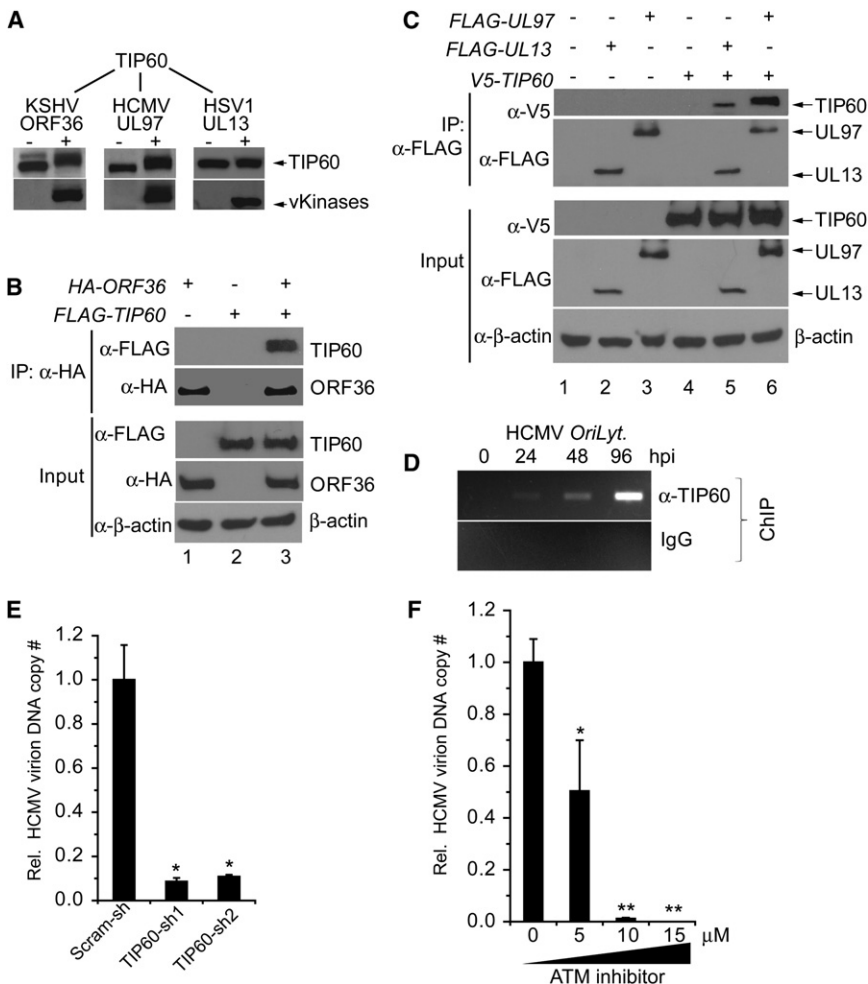 A
TIP60
KSHV HCMV HSV1
ORF36 UL97 UL13
- + - + - +
TIP60
vKinases
B
HA-ORF36 + - +
FLAG-TIP60 - + +
IP: α-HA
α-FLAG TIP60
α-HA ORF36
Input
α-FLAG TIP60
α-HA ORF36
α-β-actin β-actin
1 2 3
C
FLAG-UL97 - - + - - +
FLAG-UL13 - + - - + -
V5-TIP60 - - - + + +
IP:
α-FLAG
α-V5 TIP60
α-FLAG UL97
UL13
Input
α-V5 TIP60
α-FLAG UL97
UL13
α-β-actin β-actin
1 2 3 4 5 6
D
HCMV OriLyt.
0 24 48 96 hpi
α-TIP60
IgG
ChIP
E
Rel. HCMV virion DNA copy #
1.2
1.0
0.8
0.6
0.4
0.2
0.0
* *
Scram-sh
TIP60-sh1
TIP60-sh2
F
Rel. HCMV virion DNA copy #
1.2
1.0
0.8
0.6
0.4
0.2
0.0
*
** **
0 5 10 15 μM
ATM inhibitor